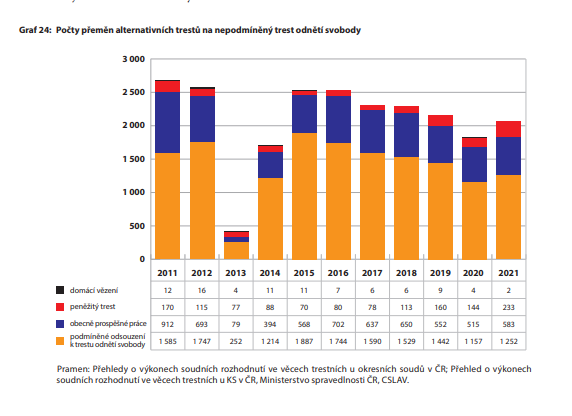 Graf 24: Počty přeměn alternativních trestů na nepodmíněný trest odnětí svobody
3 000
2 500
2 000
1 500
1 000
500
0
2011 2012 2013 2014 2015 2016 2017 2018 2019 2020 2021
domácí vězení 12 16 4 11 11 7 6 6 9 4 2
peněžitý trest 170 115 77 88 70 80 78 113 160 144 233
obecně prospěšné práce 912 693 79 394 568 702 637 650 552 515 583
podmíněné odsouzení
k trestu odnětí svobody 1 585 1 747 252 1 214 1 887 1 744 1 590 1 529 1 442 1 157 1 252
Pramen: Přehledy o výkonech soudních rozhodnutí ve věcech trestních u okresních soudů v ČR; Přehled o výkonech
soudních rozhodnutí ve věcech trestních u KS v ČR, Ministerstvo spravedlnosti ČR, CSLAV.